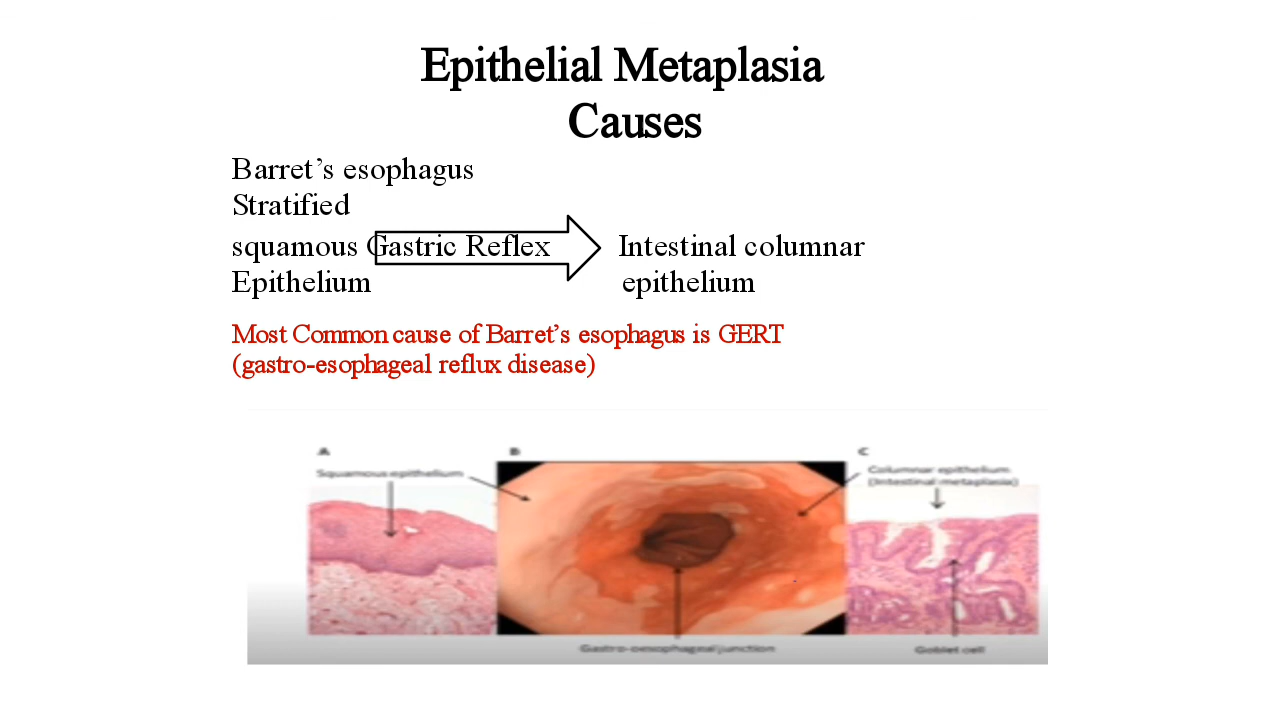 Epithelial Metaplasia
Causes
Barret’s esophagus
Stratified
squamous Gastric Reflex Intestinal columnar
Epithelium epithelium
Most Common cause of Barret’s esophagus is GERT
(gastro-esophageal reflux disease)
A B C
Squamous epithelium Columnar epithelium
(Intestinal metaplasia)
Gastro-oesophageal junction Goblet cell